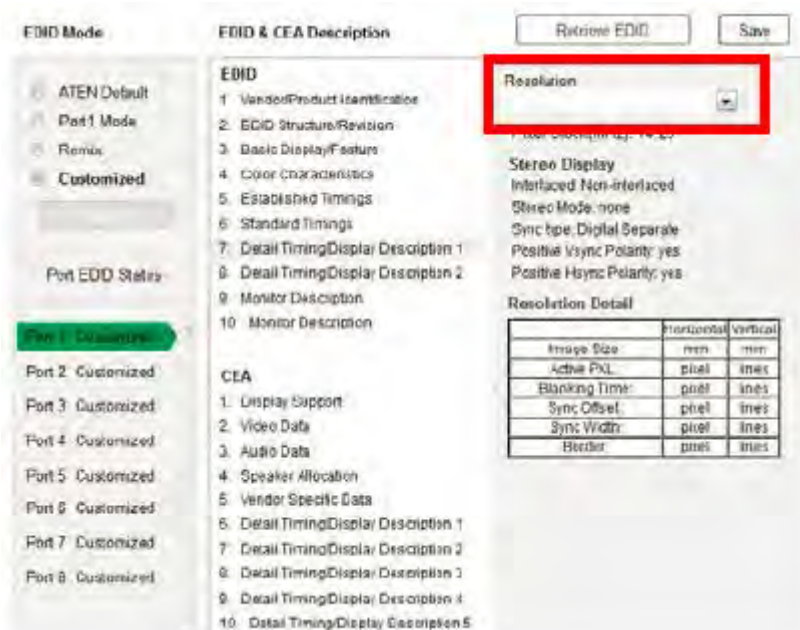 EDID Mode
ATEN Default
Port1 Mode
Remix
Customized
Port EDID Status
Port 1 Customized
Port 2 Customized
Port 3 Customized
Port 4 Customized
Port 5 Customized
Port 6 Customized
Port 7 Customized
Port 8 Customized
EDID & CEA Description
EDID
1 Vendor/Product Identification
2. EDID Structure/Revision
3. Basic Display/Feature
4. Color Characteristics
5. Established Timings
6. Standard Timings
7. Detail Timing/Display Description 1
8. Detail Timing/Display Description 2
9. Monitor Description
10. Monitor Description
CEA
1. Display Support
2. Video Data
3. Audio Data
4. Speaker Allocation
5. Vendor Specific Data
6. Detail Timing/Display Description 1
7. Detail Timing/Display Description 2
8. Detail Timing/Display Description 3
9. Detail Timing/Display Description 4
10. Detail Timing/Display Description 5
Retrieve EDID
Save
Resolution
Stereo Display
Interlaced: Non-interlaced
Stereo Mode: none
Sync type: Digital Separate
Positive Vsync Polarity: yes
Positive Hsync Polarity: yes
Resolution Detail
Horizontal Vertical
Image Size mm mm
Active PXL pixel lines
Blanking Time: pixel lines
Sync Offset: pixel lines
Sync Width: pixel lines
Border pixel lines